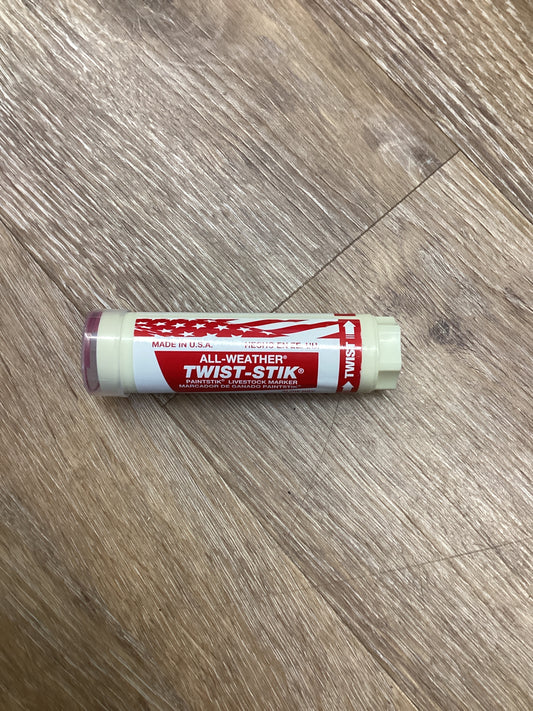 MADE IN U.S.A. HECHO EN EE. UU.
ALL-WEATHER®
TWIST-STIK®
PAINTSTIK® LIVESTOCK MARKER
MARCADOR DE GANADO PAINTSTIK®
TWIST